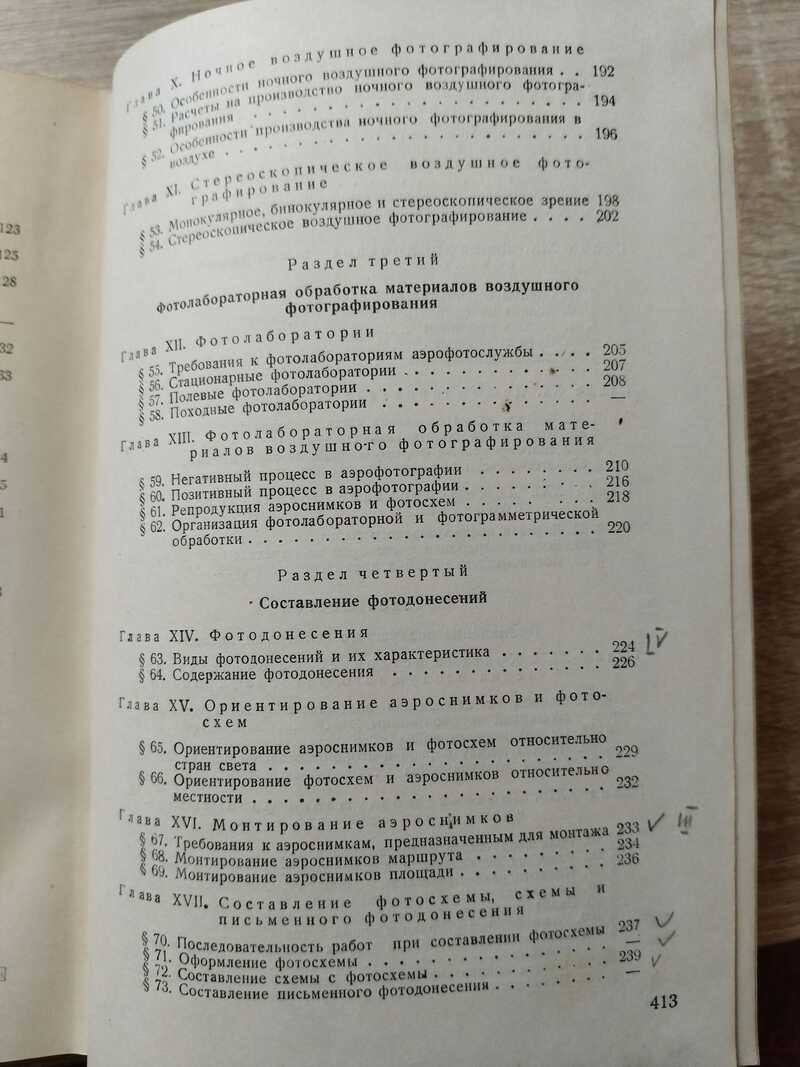 123
125
28
—
32
33
4
5
1
Глава X. Ночное воздушное фотографирование
§ 50. Особенности ночного воздушного фотографирования . . 192
§ 51. Расчеты на производство ночного воздушного фотогра-
фирования . . . . . . . . . . . . . . . . . . . 194
§ 52. Особенности производства ночного фотографирования в
воздухе . . . . . . . . . . . . . . . . . . . . 196
Глава XI. Стереоскопическое воздушное фото-
графирование
§ 53. Монокулярное, бинокулярное и стереоскопическое зрение 198
§ 54. Стереоскопическое воздушное фотографирование . . . . 202
Раздел третий
Фотолабораторная обработка материалов воздушного
фотографирования
Глава XII. Фотолаборатории
§ 55. Требования к фотолабораториям аэрофотослужбы . . . . 205
§ 56. Стационарные фотолаборатории . . . . . . . . . . . 207
§ 57. Полевые фотолаборатории . . . . . . . . . . . . . 208
§ 58. Походные фотолаборатории . . . . . . . . . . . . —
Глава XIII. Фотолабораторная обработка мате-
риалов воздушного фотографирования
§ 59. Негативный процесс в аэрофотографии . . . . . . . . 210
§ 60. Позитивный процесс в аэрофотографии . . . . . . . . 216
§ 61. Репродукция аэроснимков и фотосхем . . . . . . . . 218
§ 62. Организация фотолабораторной и фотограмметрической
обработки . . . . . . . . . . . . . . . . . . . 220
Раздел четвертый
Составление фотодонесений
Глава XIV. Фотодонесения
§ 63. Виды фотодонесений и их характеристика . . . . . . . 224
§ 64. Содержание фотодонесения . . . . . . . . . . . . 226
Глава XV. Ориентирование аэроснимков и фото-
схем
§ 65. Ориентирование аэроснимков и фотосхем относительно
стран света . . . . . . . . . . . . . . . . . . 229
§ 66. Ориентирование фотосхем и аэроснимков относительно
местности . . . . . . . . . . . . . . . . . . . 232
Глава XVI. Монтирование аэроснимков
§ 67. Требования к аэроснимкам, предназначенным для монтажа 233
§ 68. Монтирование аэроснимков маршрута . . . . . . . . 234
§ 69. Монтирование аэроснимков площади . . . . . . . . . 236
Глава XVII. Составление фотосхемы, схемы и
письменного фотодонесения
§ 70. Последовательность работ при составлении фотосхемы 237
§ 71. Оформление фотосхемы . . . . . . . . . . . . . . —
§ 72. Составление схемы с фотосхемы . . . . . . . . . . 239
§ 73. Составление письменного фотодонесения . . . . . . . —
413